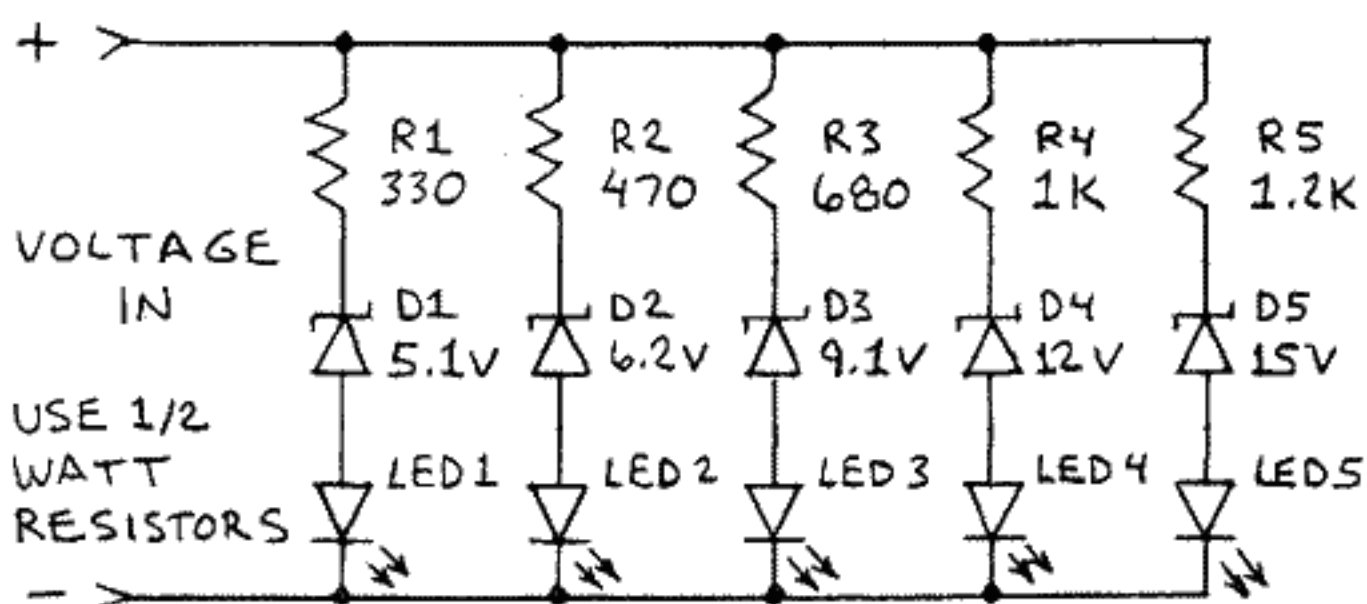 +
R1
330
R2
470
R3
680
R4
1K
R5
1.2K
VOLTAGE
IN
D1
5.1V
D2
6.2V
D3
9.1V
D4
12V
D5
15V
USE 1/2
WATT
RESISTORS
LED1
LED2
LED3
LED4
LED5
-